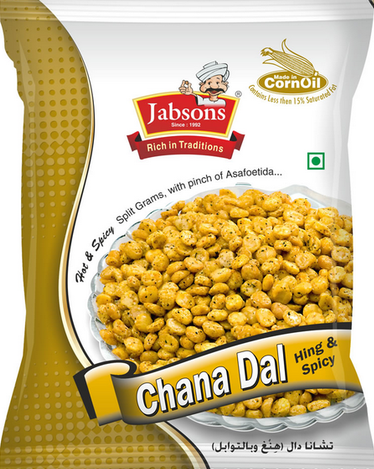 Made in
CornOil
Contains Less then 15% Saturated Fat
Jabsons®
Since : 1992
Rich in Traditions
Hot & Spicy Split Grams, with pinch of Asafoetida...
Chana Dal
Hing &
Spicy
تشانا دال (هِنْغ وبالتوابل)